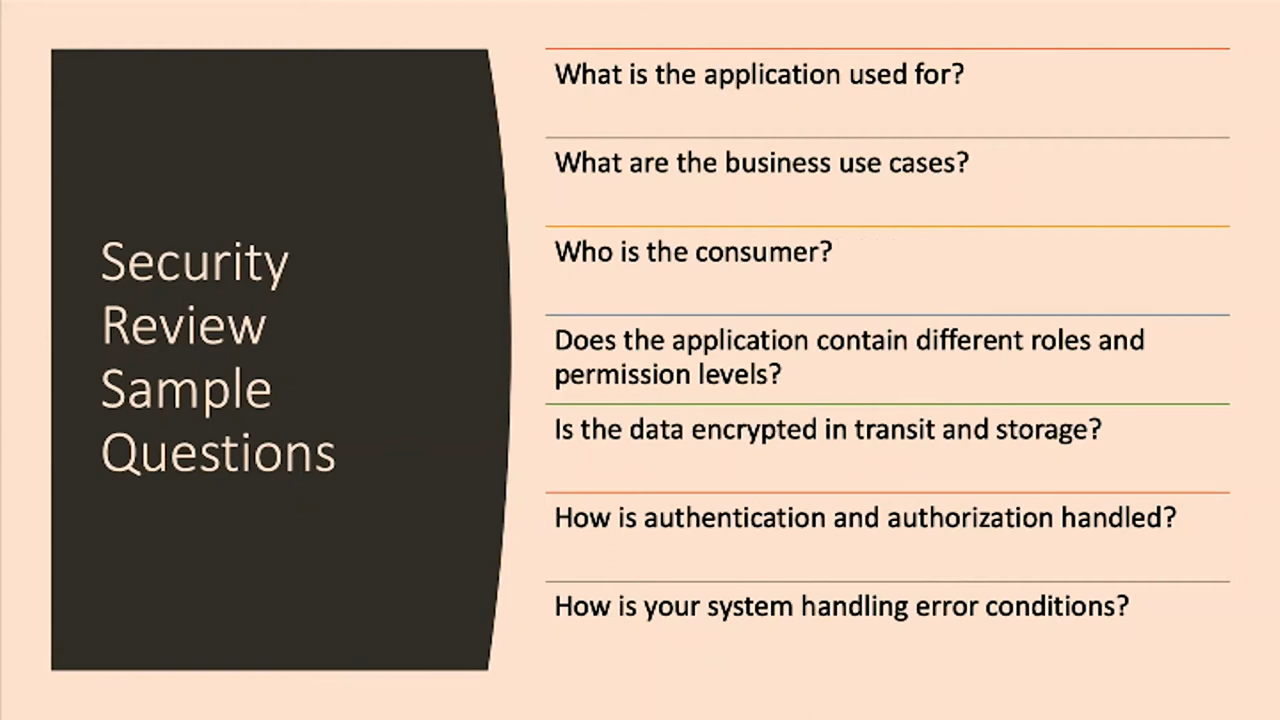 Security
Review
Sample
Questions
What is the application used for?
What are the business use cases?
Who is the consumer?
Does the application contain different roles and
permission levels?
Is the data encrypted in transit and storage?
How is authentication and authorization handled?
How is your system handling error conditions?